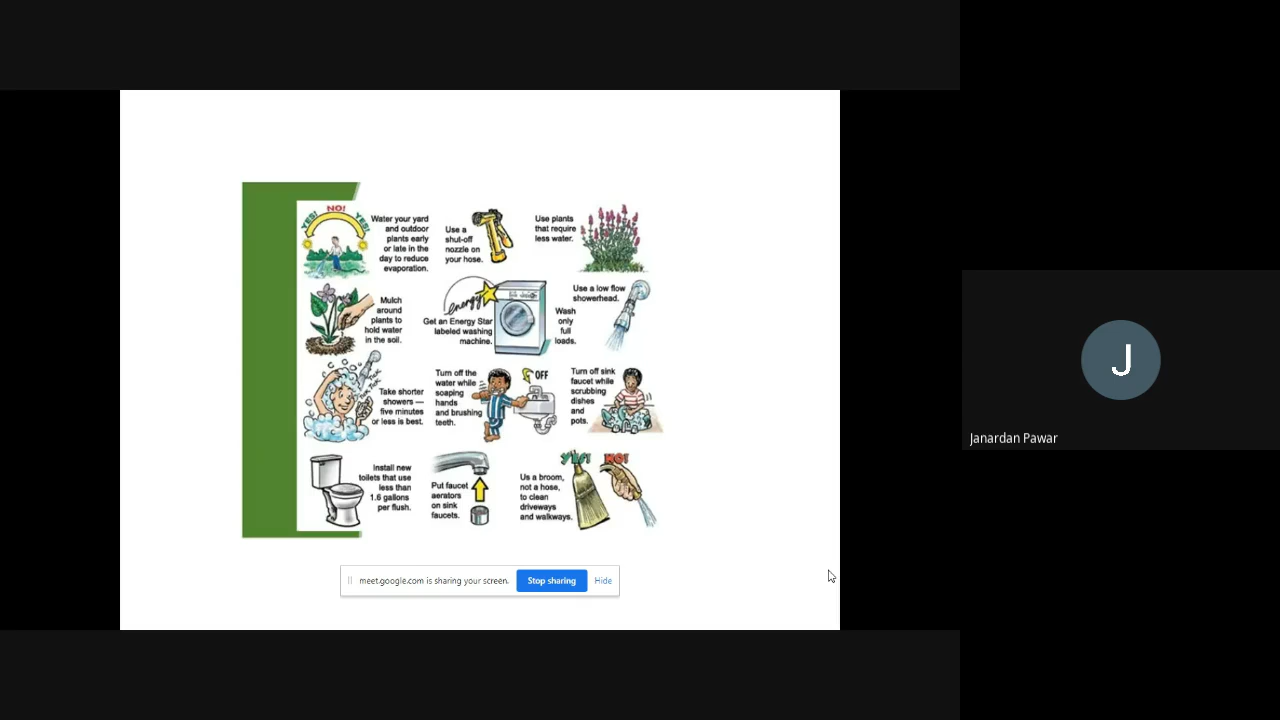 YES! NO! YES!
Water your yard
and outdoor
plants early
or late in the
day to reduce
evaporation.
Use a
shut-off
nozzle on
your hose.
Use plants
that require
less water.
Mulch
around
plants to
hold water
in the soil.
energy
Get an Energy Star
labeled washing
machine.
Wash
only
full
loads.
Use a low flow
showerhead.
Take shorter
showers —
five minutes
or less is best.
Turn off the
water while
soaping
hands
and brushing
teeth.
OFF
Turn off sink
faucet while
scrubbing
dishes
and
pots.
Install new
toilets that use
less than
1.6 gallons
per flush.
Put faucet
aerators
on sink
faucets.
Us a broom,
not a hose,
to clean
driveways
and walkways.
YES! NO!
meet.google.com is sharing your screen.
Stop sharing
Hide
J
Janardan Pawar